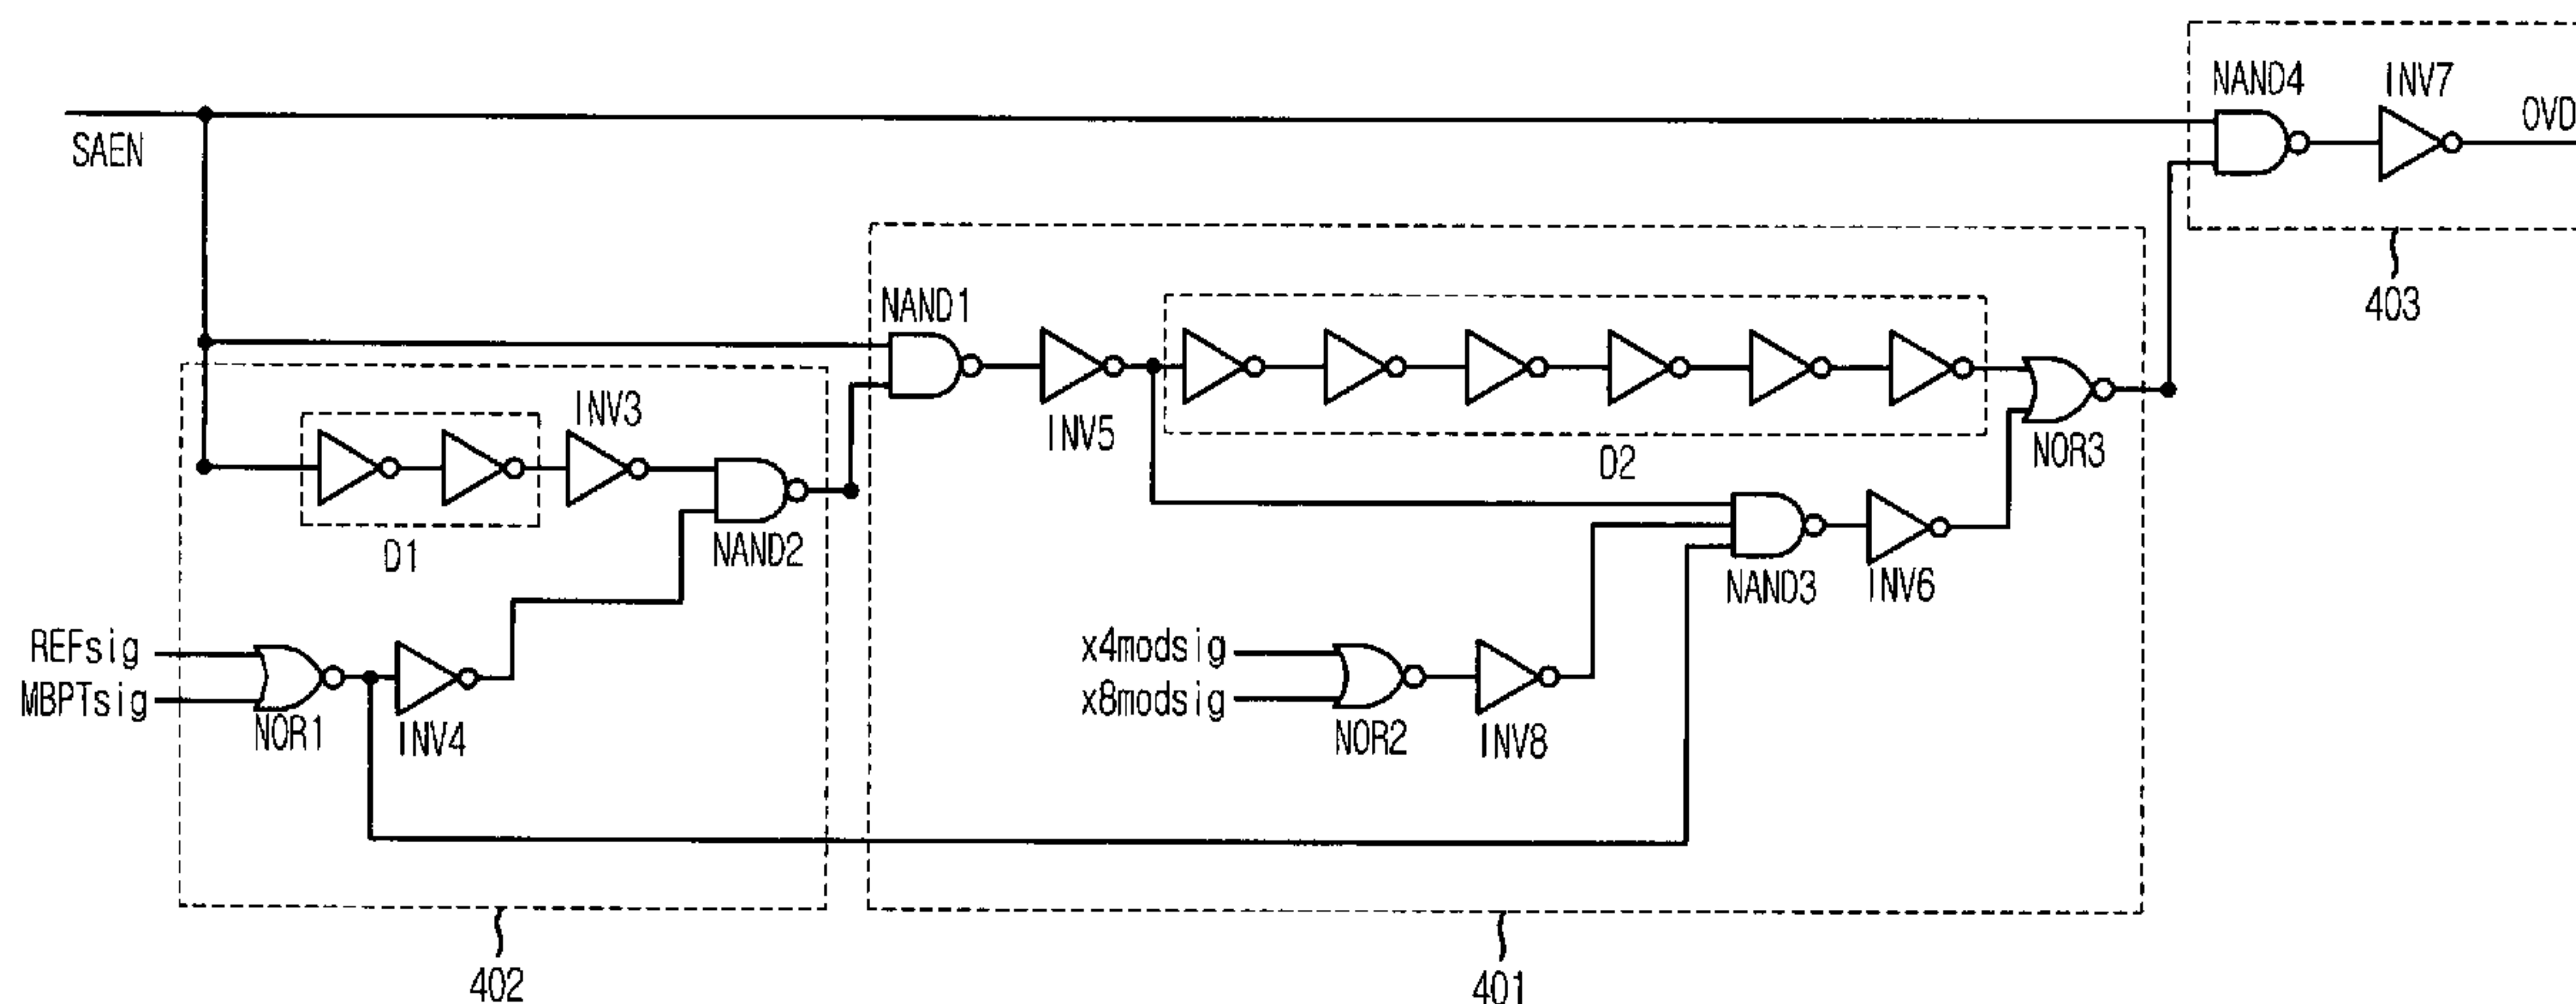 NAND4
INV7
OVD
SAEN
403
NAND1
INV5
D2
NOR3
INV3
D1
NAND2
NAND3
INV6
REFsig
MBPTsig
NOR1
INV4
x4modsig
x8modsig
NOR2
INV8
402
401